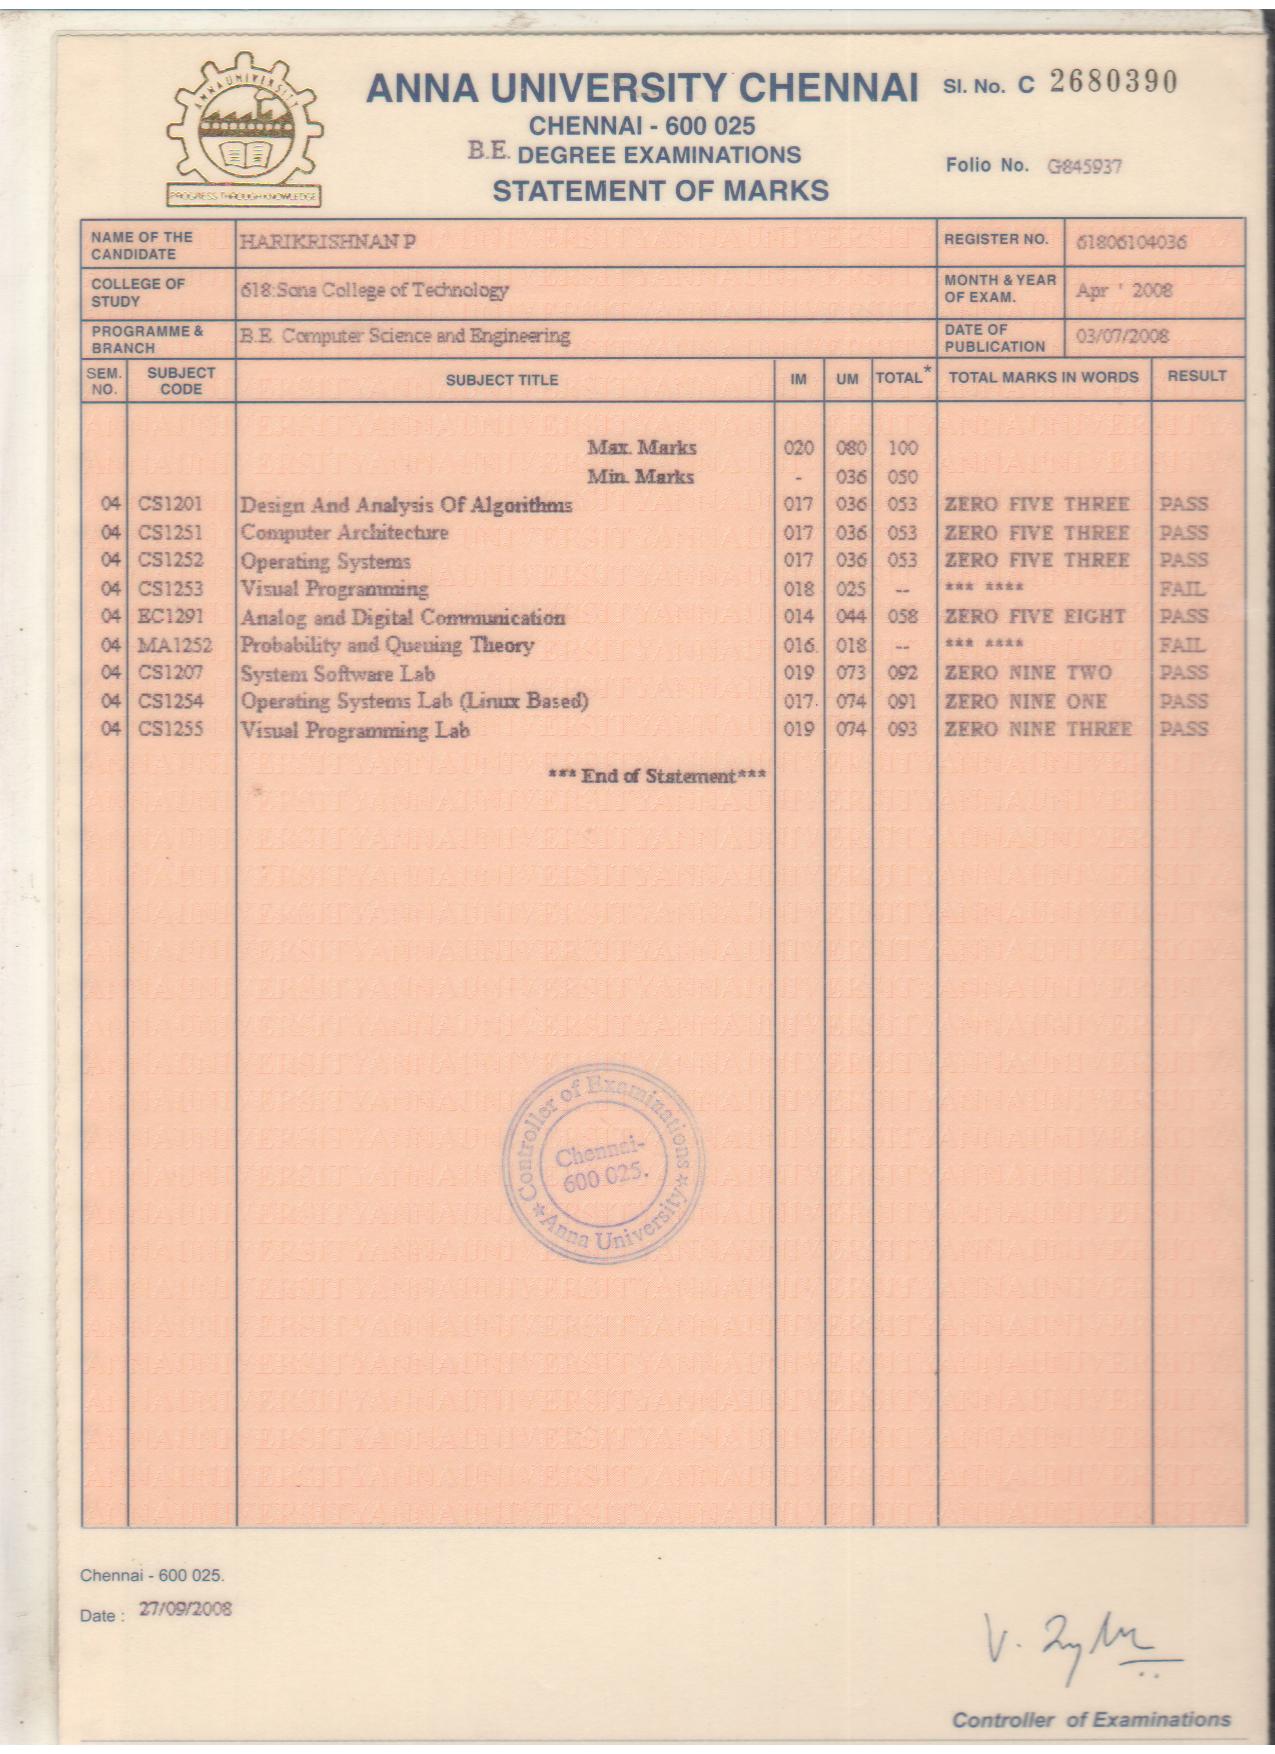 ANNA UNIVERSITY
PROGRESS THROUGH KNOWLEDGE
ANNA UNIVERSITY CHENNAI
CHENNAI - 600 025
B.E. DEGREE EXAMINATIONS
STATEMENT OF MARKS
Sl. No. C 2680390
Folio No. G845937
NAME OF THE CANDIDATE HARIKRISHNAN P REGISTER NO. 61806104036
COLLEGE OF STUDY 618:Sona College of Technology MONTH & YEAR OF EXAM. Apr ' 2008
PROGRAMME & BRANCH B.E. Computer Science and Engineering DATE OF PUBLICATION 03/07/2008
SEM. NO. SUBJECT CODE SUBJECT TITLE IM UM TOTAL* TOTAL MARKS IN WORDS RESULT
Max. Marks 020 080 100
Min. Marks - 036 050
04 CS1201 Design And Analysis Of Algorithms 017 036 053 ZERO FIVE THREE PASS
04 CS1251 Computer Architecture 017 036 053 ZERO FIVE THREE PASS
04 CS1252 Operating Systems 017 036 053 ZERO FIVE THREE PASS
04 CS1253 Visual Programming 018 025 -- *** **** FAIL
04 EC1291 Analog and Digital Communication 014 044 058 ZERO FIVE EIGHT PASS
04 MA1252 Probability and Queuing Theory 016 018 -- *** **** FAIL
04 CS1207 System Software Lab 019 073 092 ZERO NINE TWO PASS
04 CS1254 Operating Systems Lab (Linux Based) 017 074 091 ZERO NINE ONE PASS
04 CS1255 Visual Programming Lab 019 074 093 ZERO NINE THREE PASS
*** End of Statement***
Controller of Examinations
Chennai-
600 025.
Anna University
Chennai - 600 025.
Date : 27/09/2008
Controller of Examinations